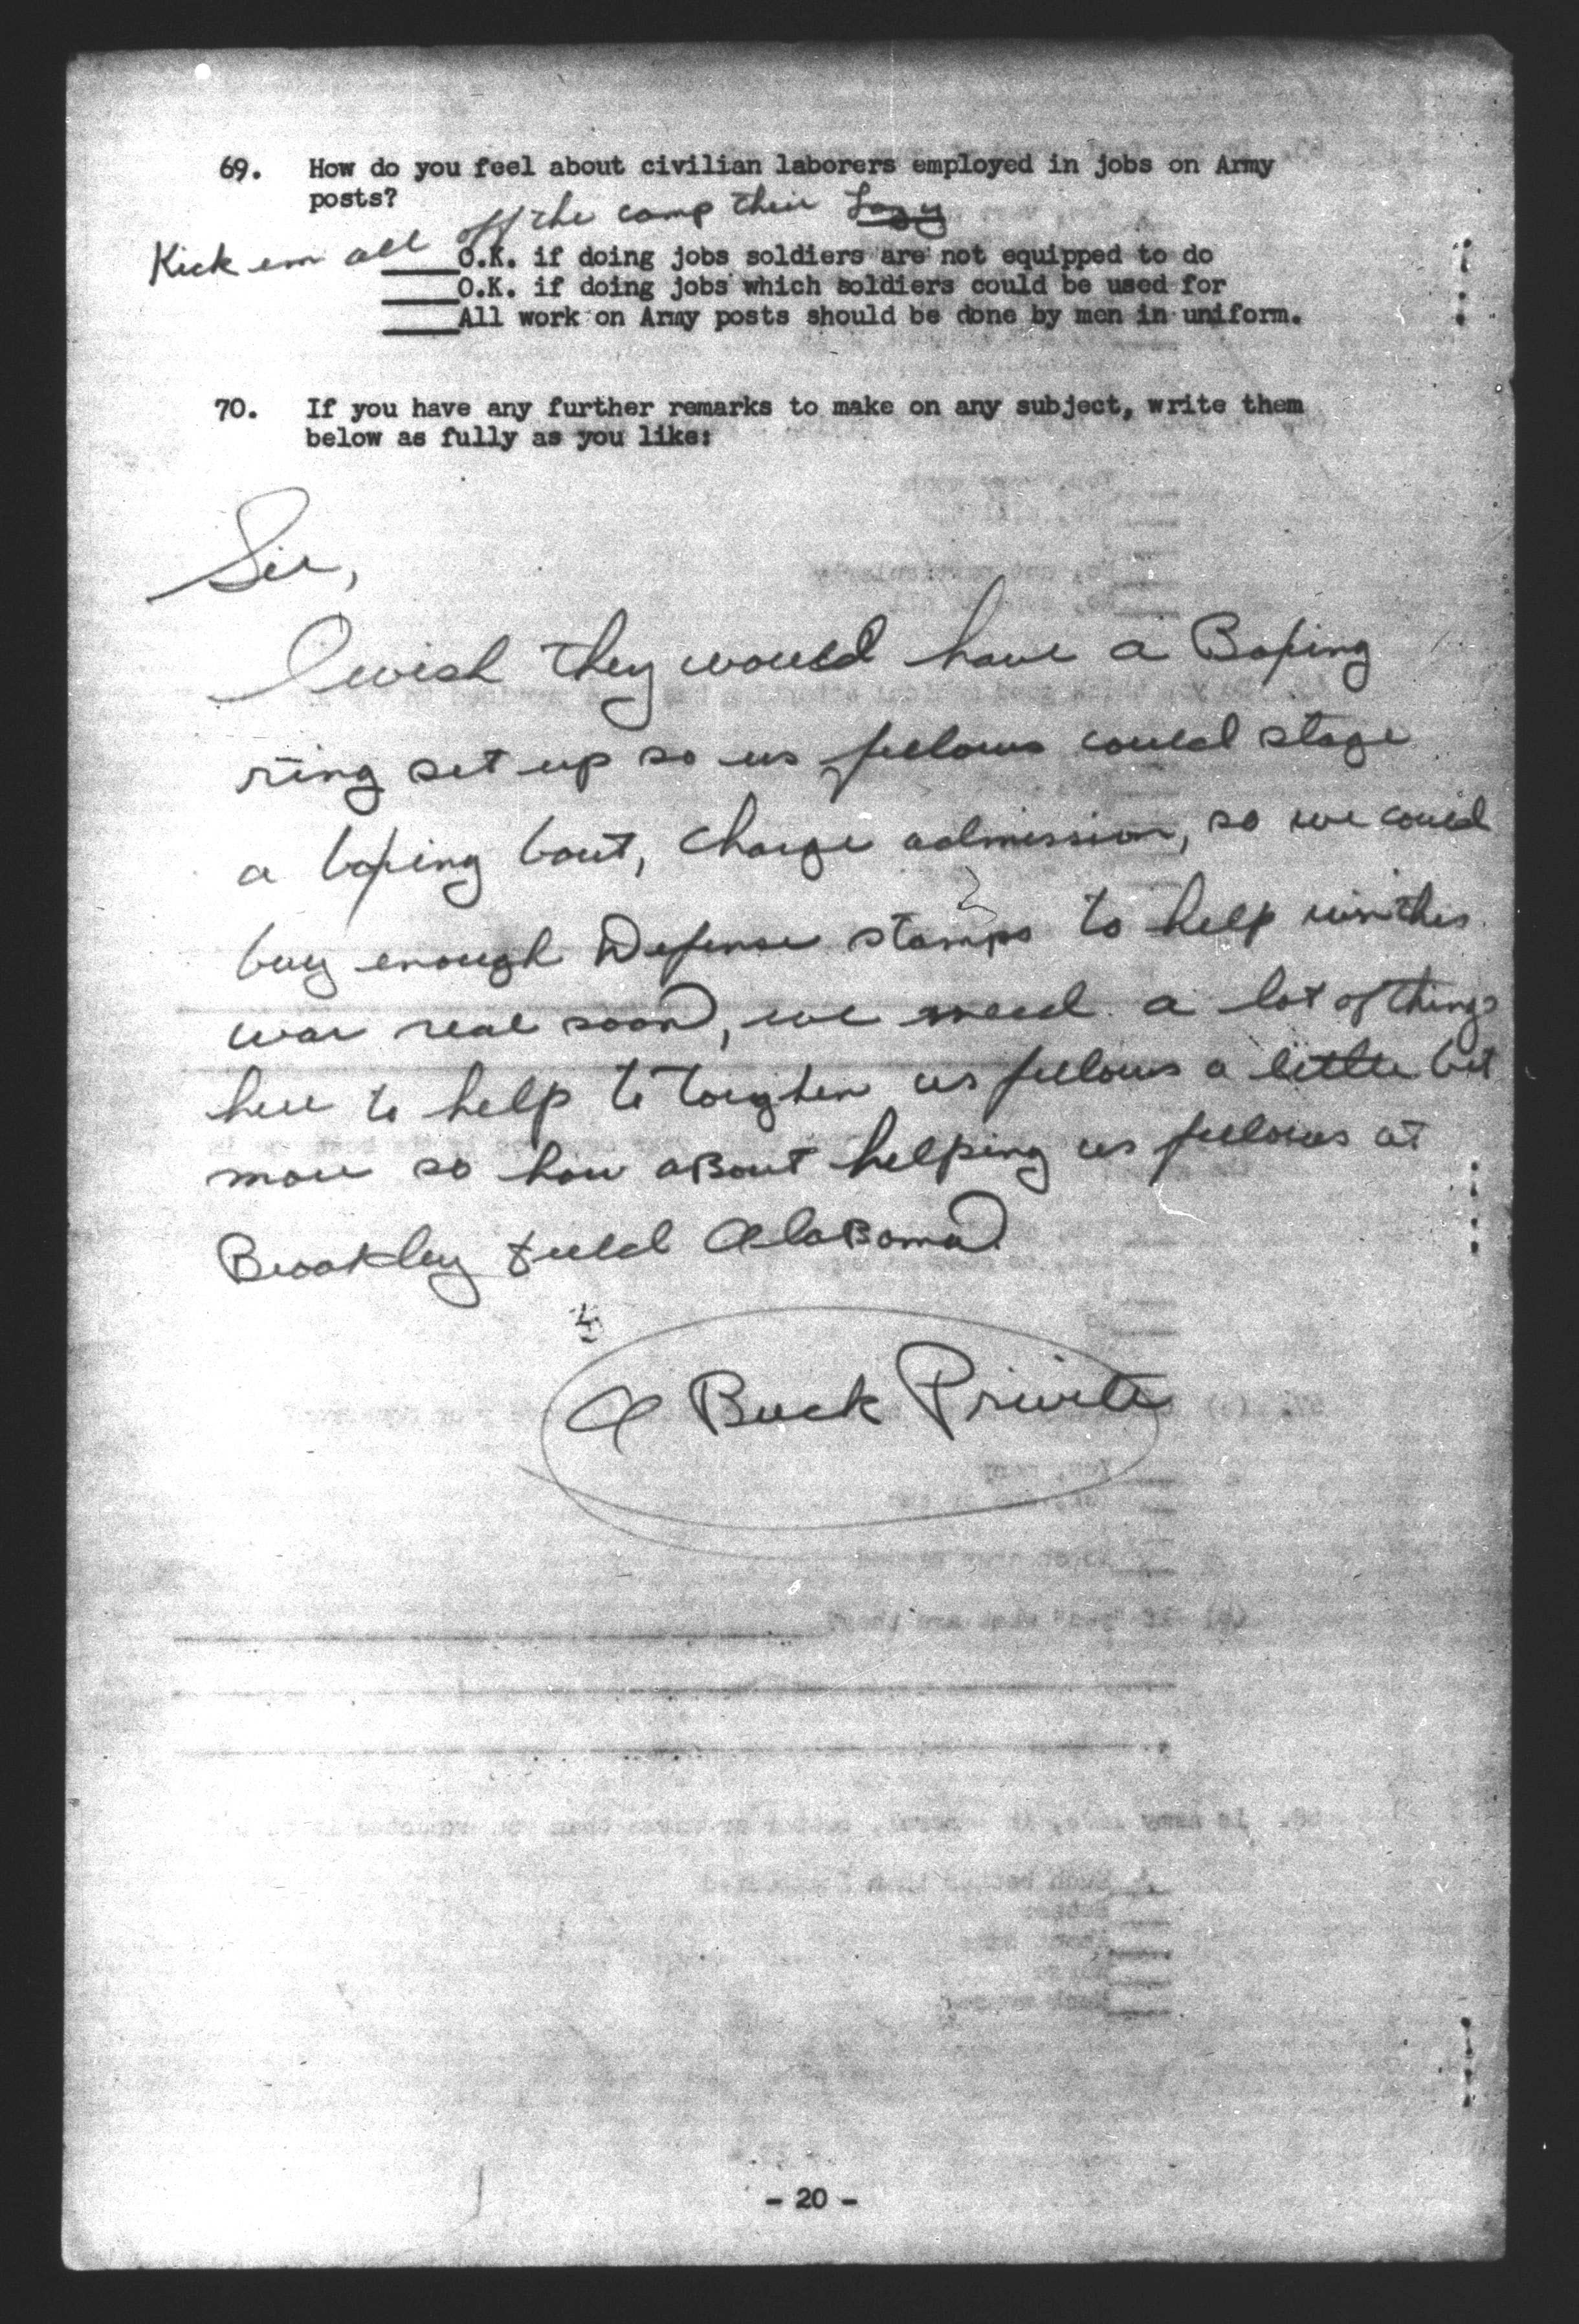 69. How do you feel about civilian laborers employed in jobs on Army
posts?
Kick em all off the camp their Lazy
____O.K. if doing jobs soldiers are not equipped to do
____O.K. if doing jobs which soldiers could be used for
____All work on Army posts should be done by men in uniform.
70. If you have any further remarks to make on any subject, write them
below as fully as you like:
Sir,
I wish they would have a Boxing
ring set up so us fellows could stage
a boxing bout, charge admission, so we could
buy enough Defense stamps to help win this
war real soon, we need a lot of things
here to help to toughen us fellows a little bit
more so how aBout helping us fellows at
Brookley Field AlaBama
4
A Buck Private
- 20 -